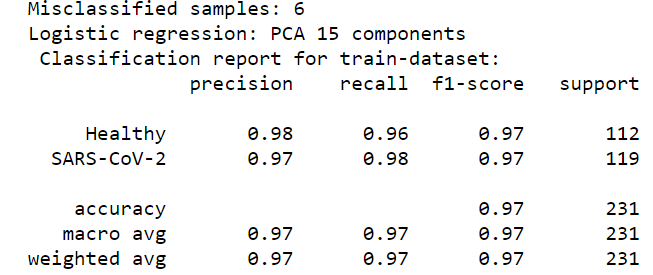 Misclassified samples: 6
Logistic regression: PCA 15 components
Classification report for train-dataset:
precision recall f1-score support
Healthy 0.98 0.96 0.97 112
SARS-CoV-2 0.97 0.98 0.97 119
accuracy 0.97 231
macro avg 0.97 0.97 0.97 231
weighted avg 0.97 0.97 0.97 231